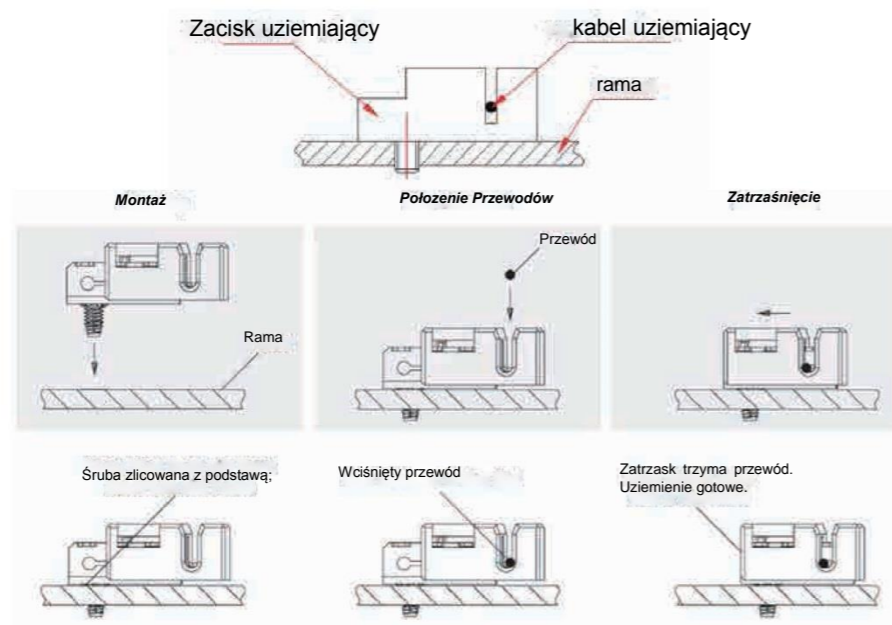 Zacisk uziemiający
kabel uziemiający
rama
Montaż
Położenie Przewodów
Zatrzaśnięcie
Przewód
Rama
Śruba zlicowana z podstawą;
Wciśnięty przewód
Zatrzask trzyma przewód.
Uziemienie gotowe.